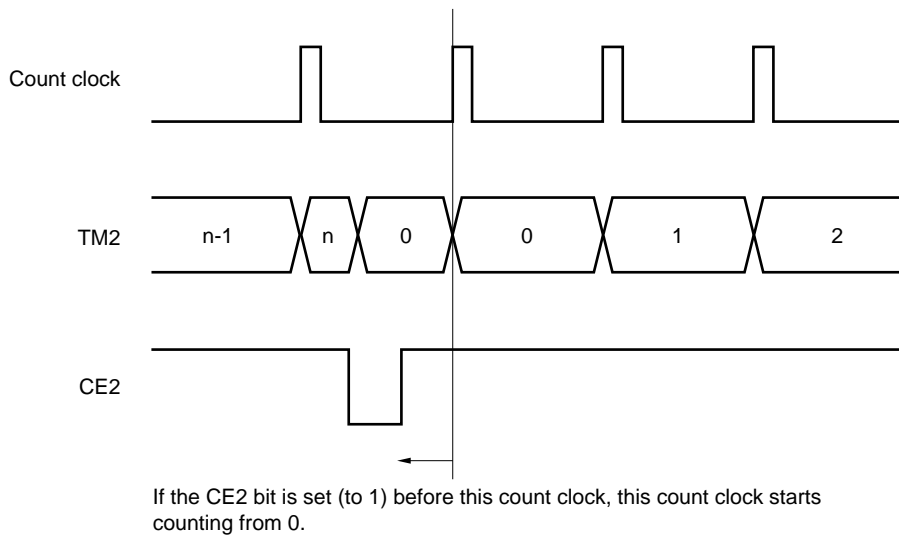 Count clock
TM2
n-1 n 0 0 1 2
CE2
If the CE2 bit is set (to 1) before this count clock, this count clock starts
counting from 0.